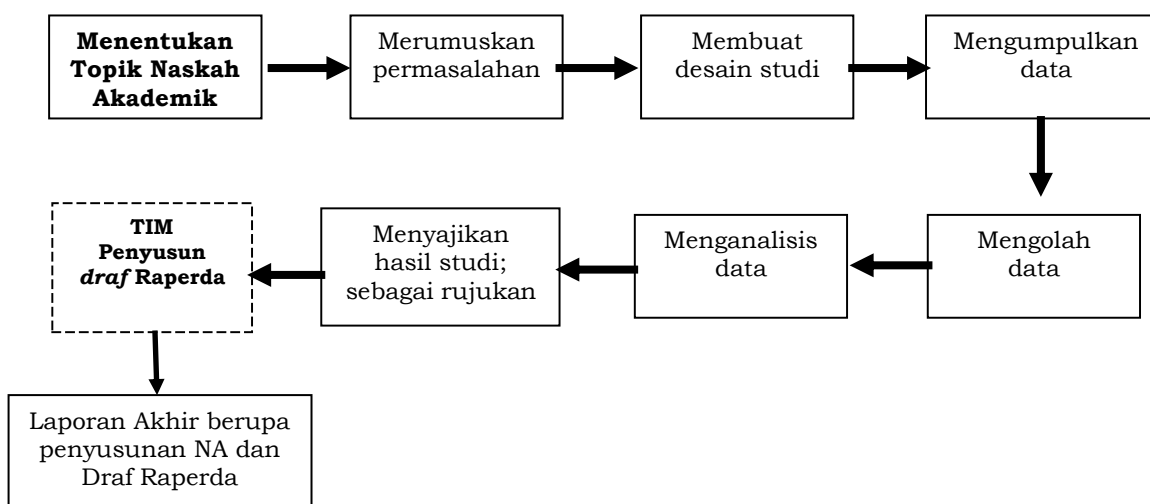 Menentukan
Topik Naskah
Akademik
Merumuskan
permasalahan
Membuat
desain studi
Mengumpulkan
data
Mengolah
data
Menganalisis
data
Menyajikan
hasil studi;
sebagai rujukan
TIM
Penyusun
draf Raperda
Laporan Akhir berupa
penyusunan NA dan
Draf Raperda